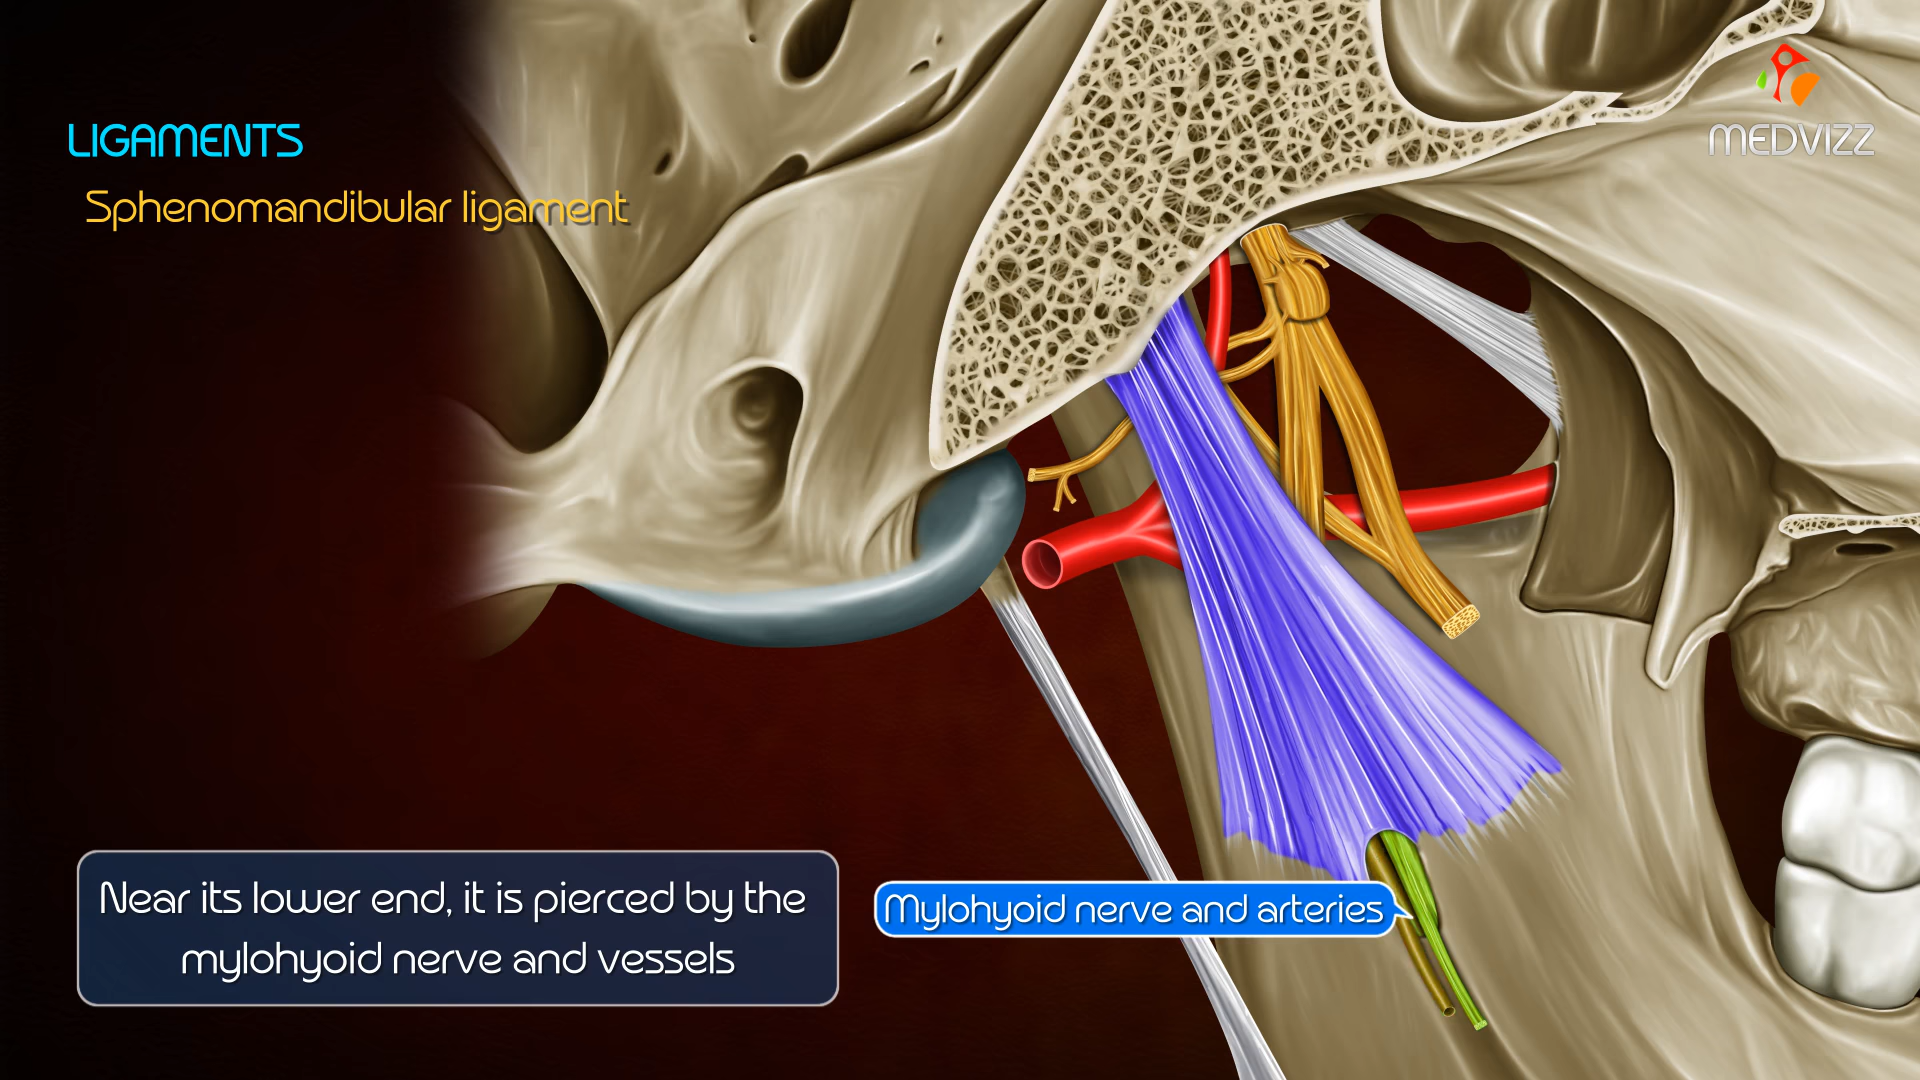 LIGAMENTS
Sphenomandibular ligament
MEDVIZZ
Near its lower end, it is pierced by the
mylohyoid nerve and vessels
Mylohyoid nerve and arteries